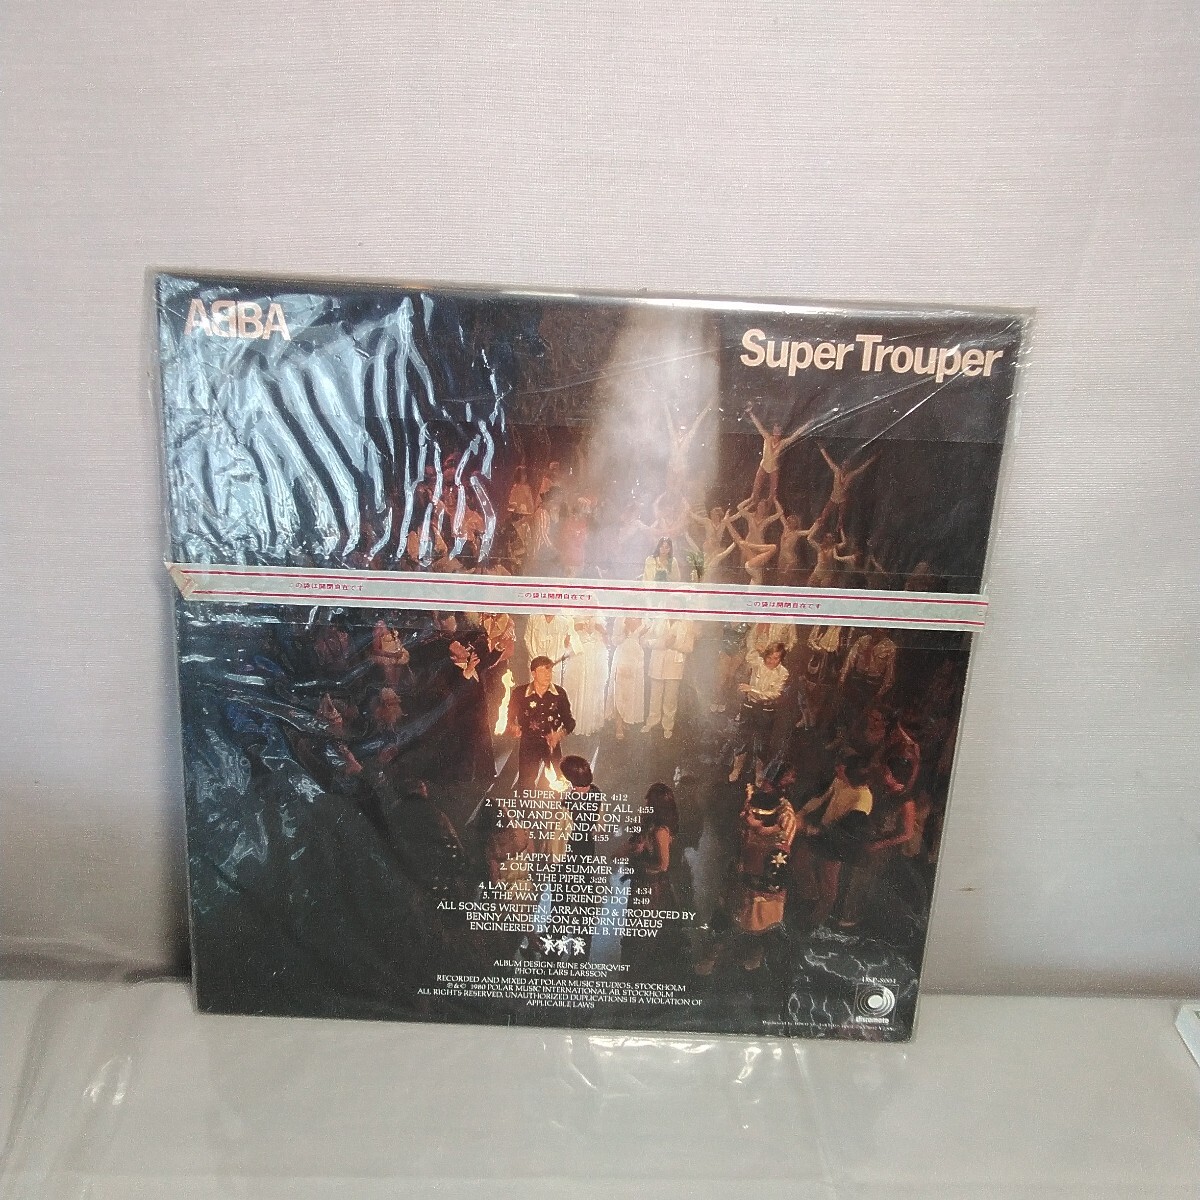 ABBA
Super Trouper
この袋は開閉自在です この袋は開閉自在です この袋は開閉自在です
1. SUPER TROUPER 4:12
2. THE WINNER TAKES IT ALL 4:55
3. ON AND ON AND ON 3:41
4. ANDANTE, ANDANTE 4:39
5. ME AND I 4:55
B.
1. HAPPY NEW YEAR 4:22
2. OUR LAST SUMMER 4:20
3. THE PIPER 3:26
4. LAY ALL YOUR LOVE ON ME 4:34
5. THE WAY OLD FRIENDS DO 2:49
ALL SONGS WRITTEN, ARRANGED & PRODUCED BY
BENNY ANDERSSON & BJÖRN ULVAEUS
ENGINEERED BY MICHAEL B. TRETOW
ALBUM DESIGN: RUNE SÖDERQVIST
PHOTO: LARS LARSSON
RECORDED AND MIXED AT POLAR MUSIC STUDIOS, STOCKHOLM
℗&© 1980 POLAR MUSIC INTERNATIONAL AB, STOCKHOLM
ALL RIGHTS RESERVED. UNAUTHORIZED DUPLICATIONS IS A VIOLATION OF
APPLICABLE LAWS
discomate